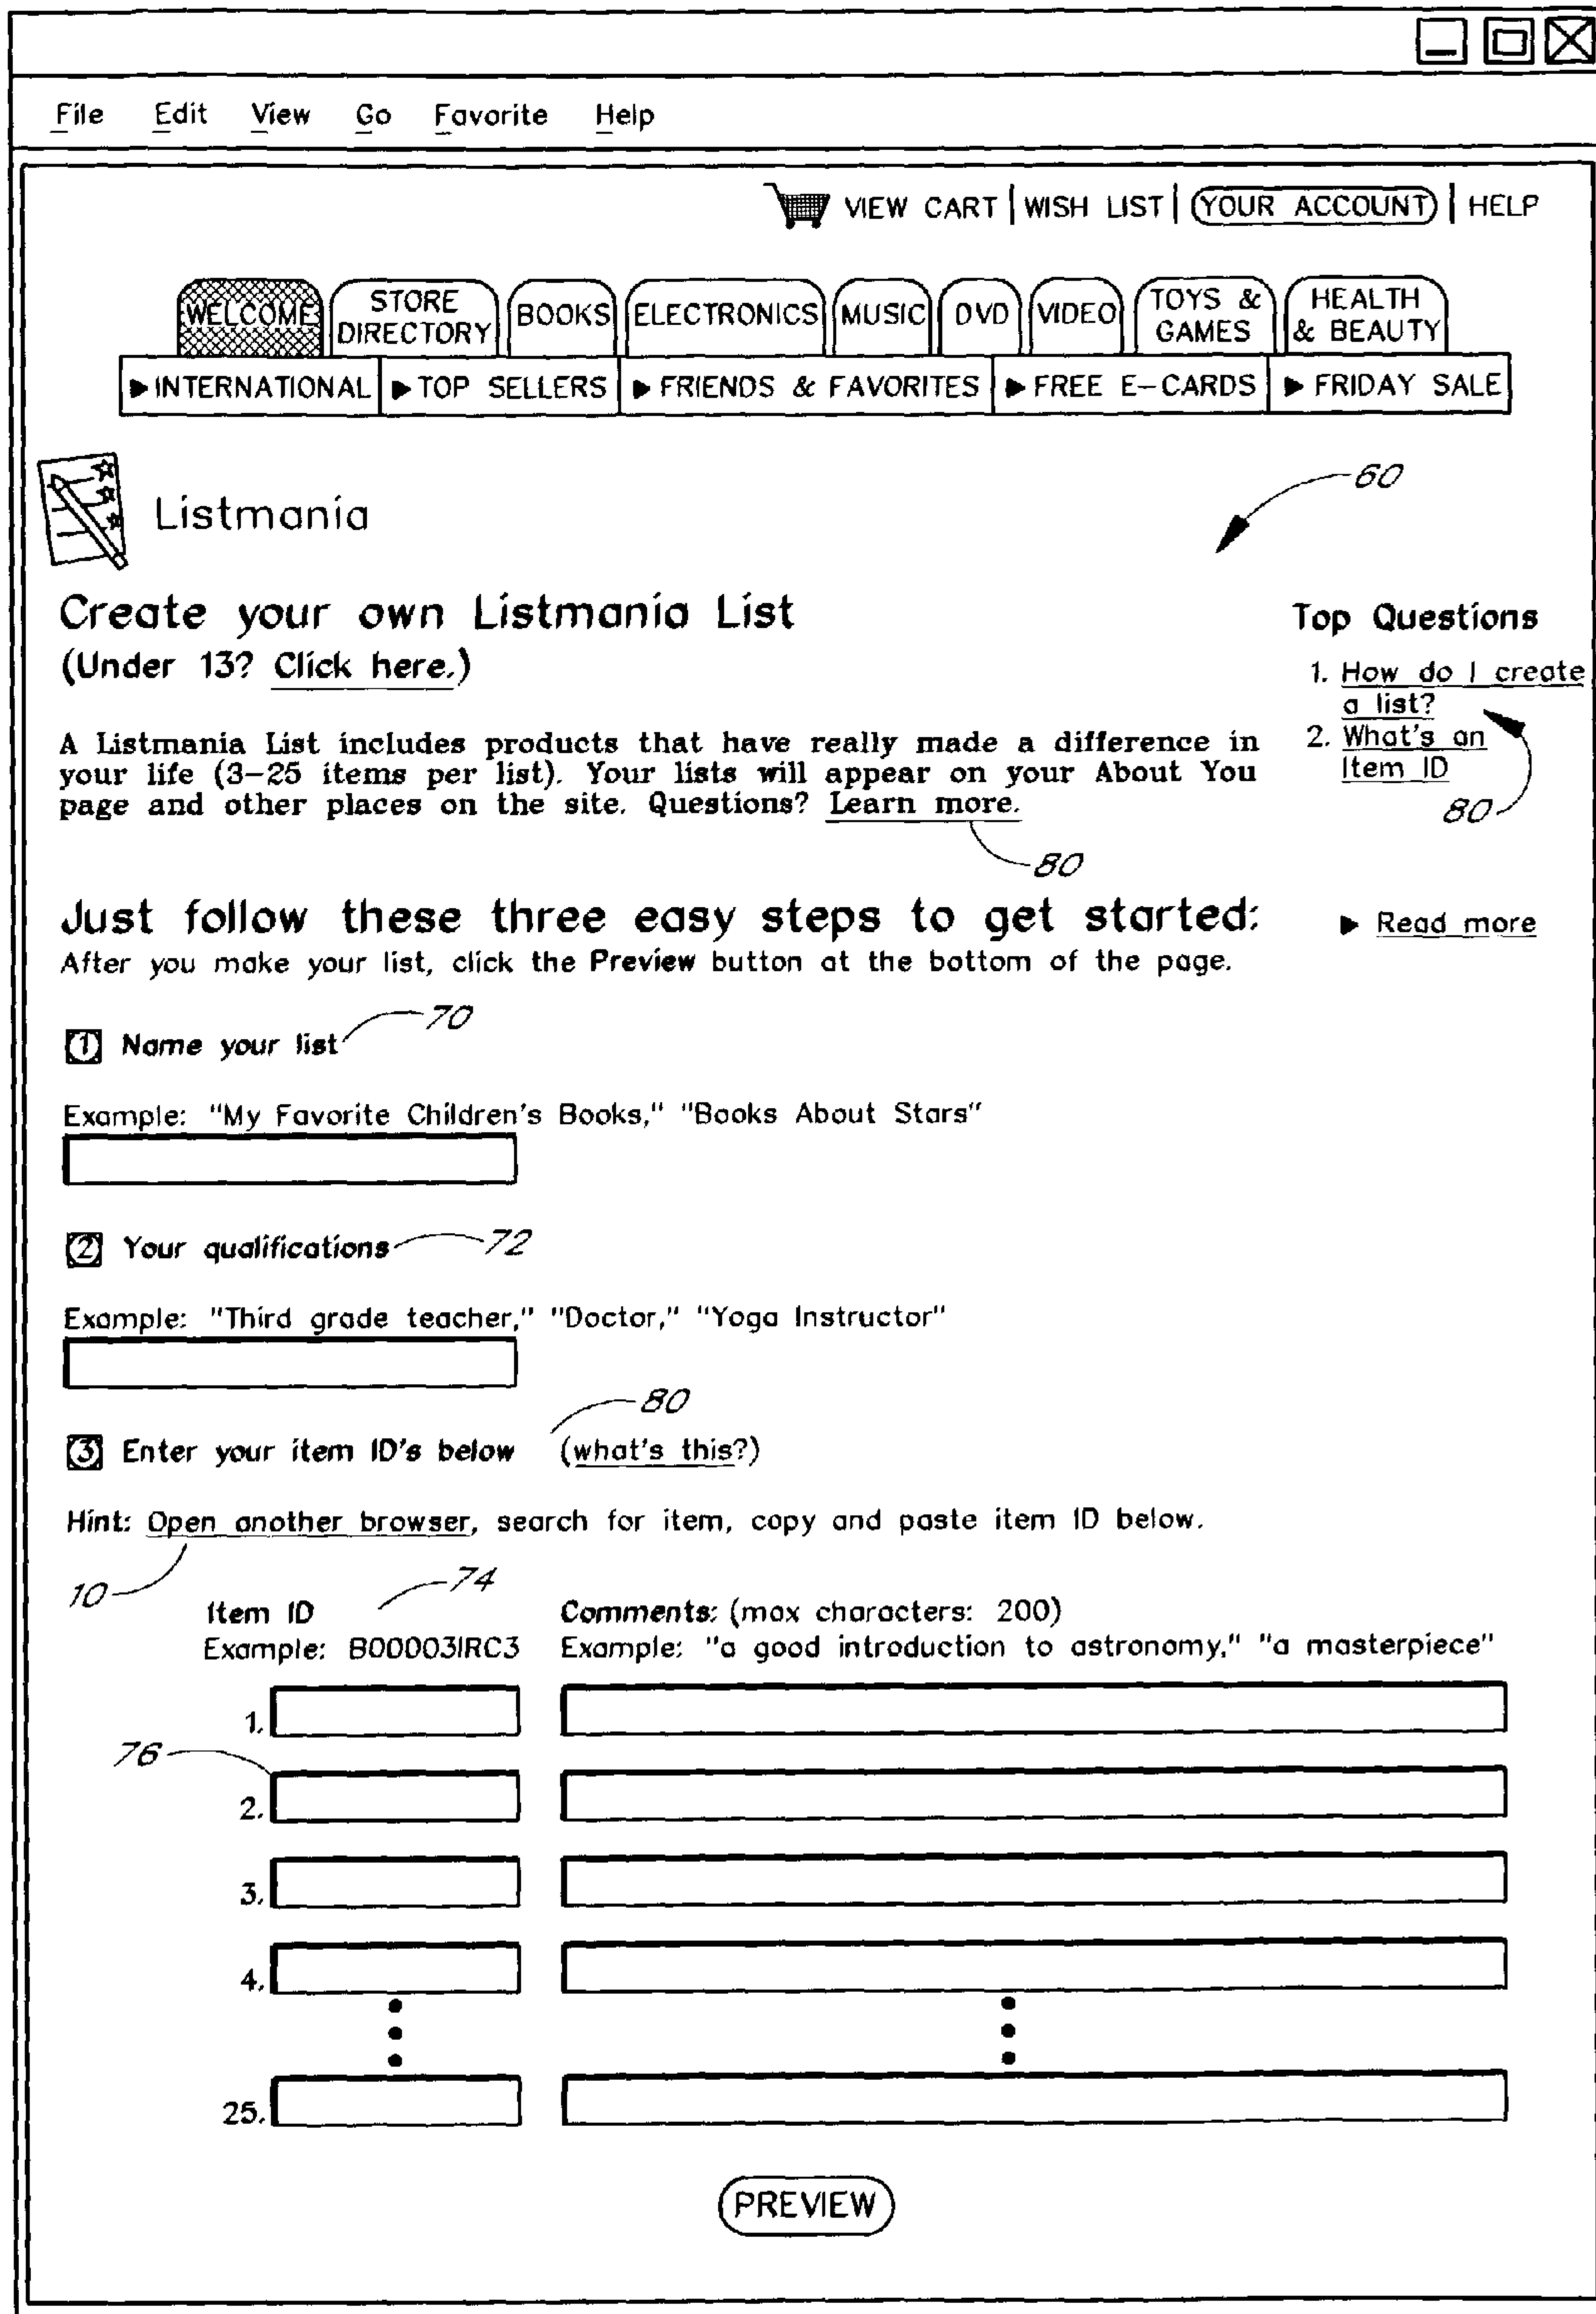 File Edit View Go Favorite Help
VIEW CART | WISH LIST | YOUR ACCOUNT | HELP
WELCOME STORE DIRECTORY BOOKS ELECTRONICS MUSIC DVD VIDEO TOYS & GAMES HEALTH & BEAUTY
INTERNATIONAL TOP SELLERS FRIENDS & FAVORITES FREE E-CARDS FRIDAY SALE
60
Listmania
Create your own Listmania List
(Under 13? Click here.)
A Listmania List includes products that have really made a difference in
your life (3-25 items per list). Your lists will appear on your About You
page and other places on the site. Questions? Learn more.
80
Top Questions
1. How do I create
a list?
2. What's an
Item ID
80
Just follow these three easy steps to get started:
Read more
After you make your list, click the Preview button at the bottom of the page.
1 Name your list 70
Example: "My Favorite Children's Books," "Books About Stars"
2 Your qualifications 72
Example: "Third grade teacher," "Doctor," "Yoga Instructor"
80
3 Enter your item ID's below (what's this?)
Hint: Open another browser, search for item, copy and paste item ID below.
10
74
Item ID Comments: (max characters: 200)
Example: B00003IRC3 Example: "a good introduction to astronomy," "a masterpiece"
1.
76
2.
3.
4.
25.
PREVIEW